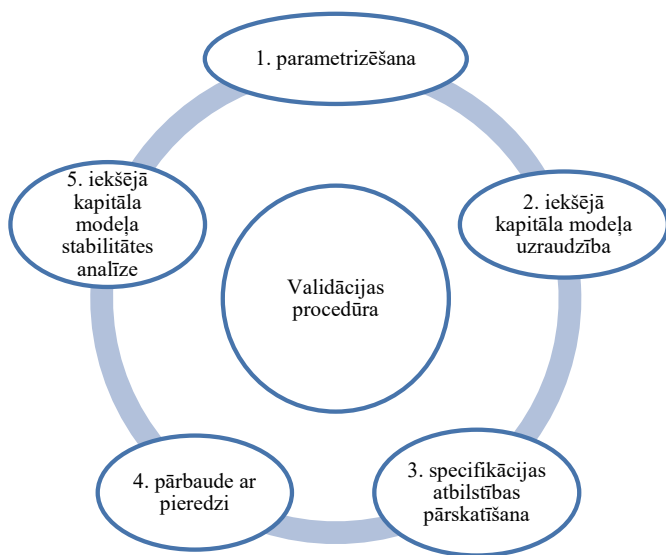 1. parametrizēšana
2. iekšējā
kapitāla modeļa
uzraudzība
3. specifikācijas
atbilstības
pārskatīšana
4. pārbaude ar
pieredzi
5. iekšējā
kapitāla
modeļa
stabilitātes
analīze
Validācijas
procedūra